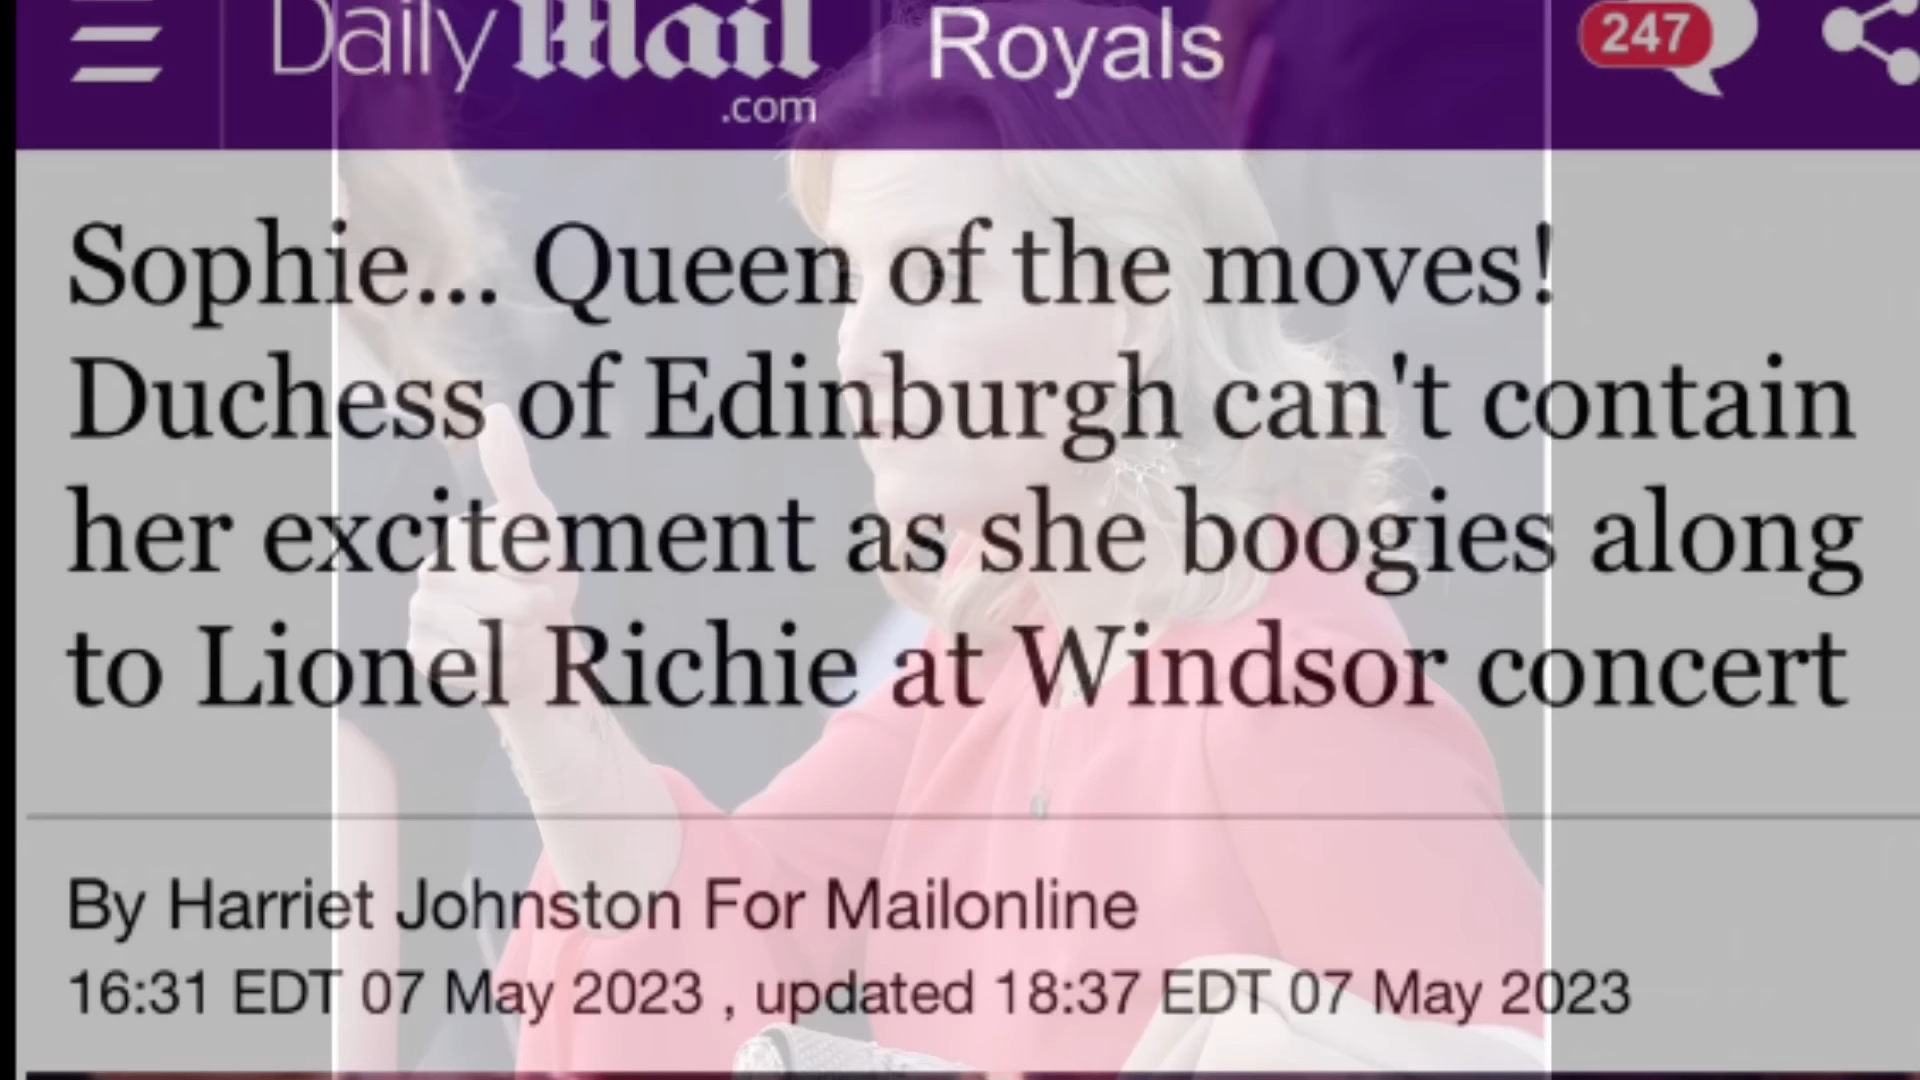 Daily Mail Royals 247
.com
Sophie... Queen of the moves!
Duchess of Edinburgh can't contain
her excitement as she boogies along
to Lionel Richie at Windsor concert
By Harriet Johnston For Mailonline
16:31 EDT 07 May 2023 , updated 18:37 EDT 07 May 2023